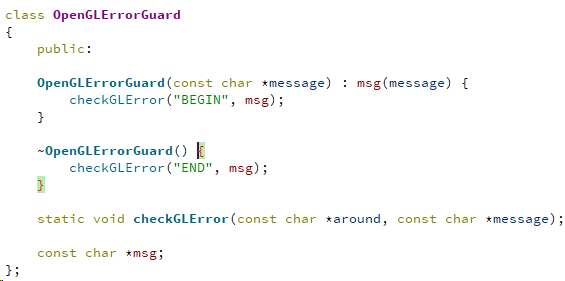 class OpenGLErrorGuard
{
    public:

    OpenGLErrorGuard(const char *message) : msg(message) {
        checkGLError("BEGIN", msg);
    }

    ~OpenGLErrorGuard() {
        checkGLError("END", msg);
    }

    static void checkGLError(const char *around, const char *message);

    const char *msg;
};